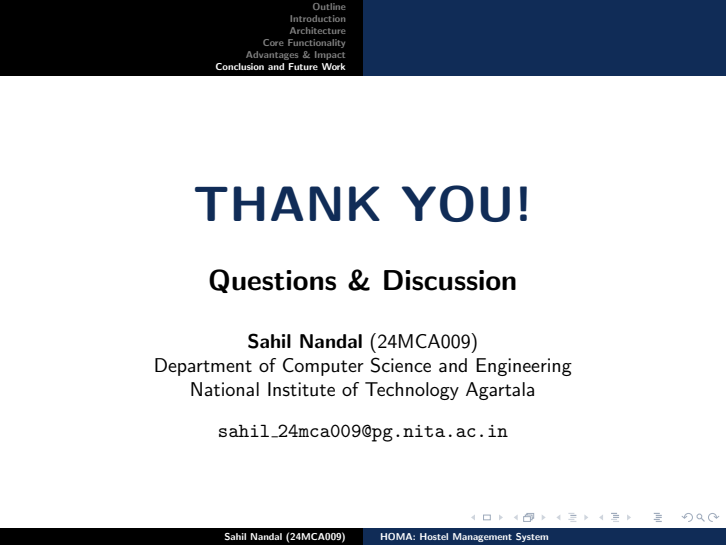 Outline
Introduction
Architecture
Core Functionality
Advantages & Impact
Conclusion and Future Work
THANK YOU!
Questions & Discussion
Sahil Nandal (24MCA009)
Department of Computer Science and Engineering
National Institute of Technology Agartala
sahil_24mca009@pg.nita.ac.in
Sahil Nandal (24MCA009)
HOMA: Hostel Management System